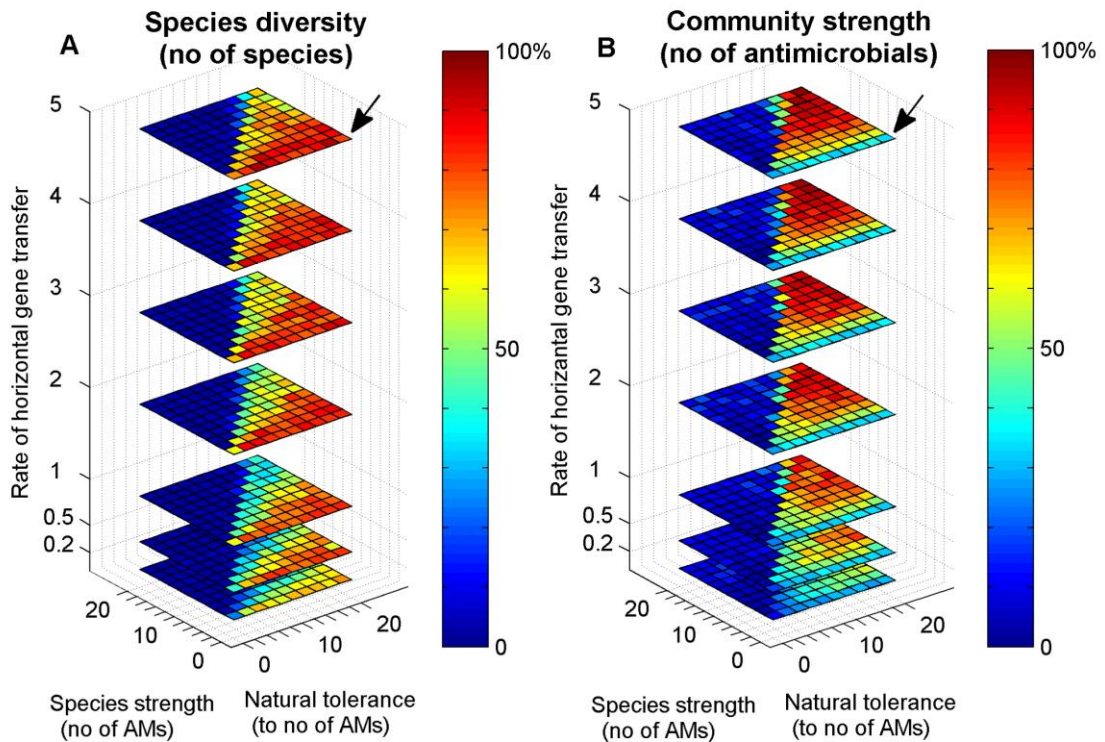 A
Species diversity
(no of species)
100%
50
0
5
4
3
2
1
0.5
0.2
Rate of horizontal gene transfer
20
10
0
0
10
20
Species strength
(no of AMs)
Natural tolerance
(to no of AMs)
B
Community strength
(no of antimicrobials)
100%
50
0
5
4
3
2
1
0.5
0.2
Rate of horizontal gene transfer
20
10
0
0
10
20
Species strength
(no of AMs)
Natural tolerance
(to no of AMs)